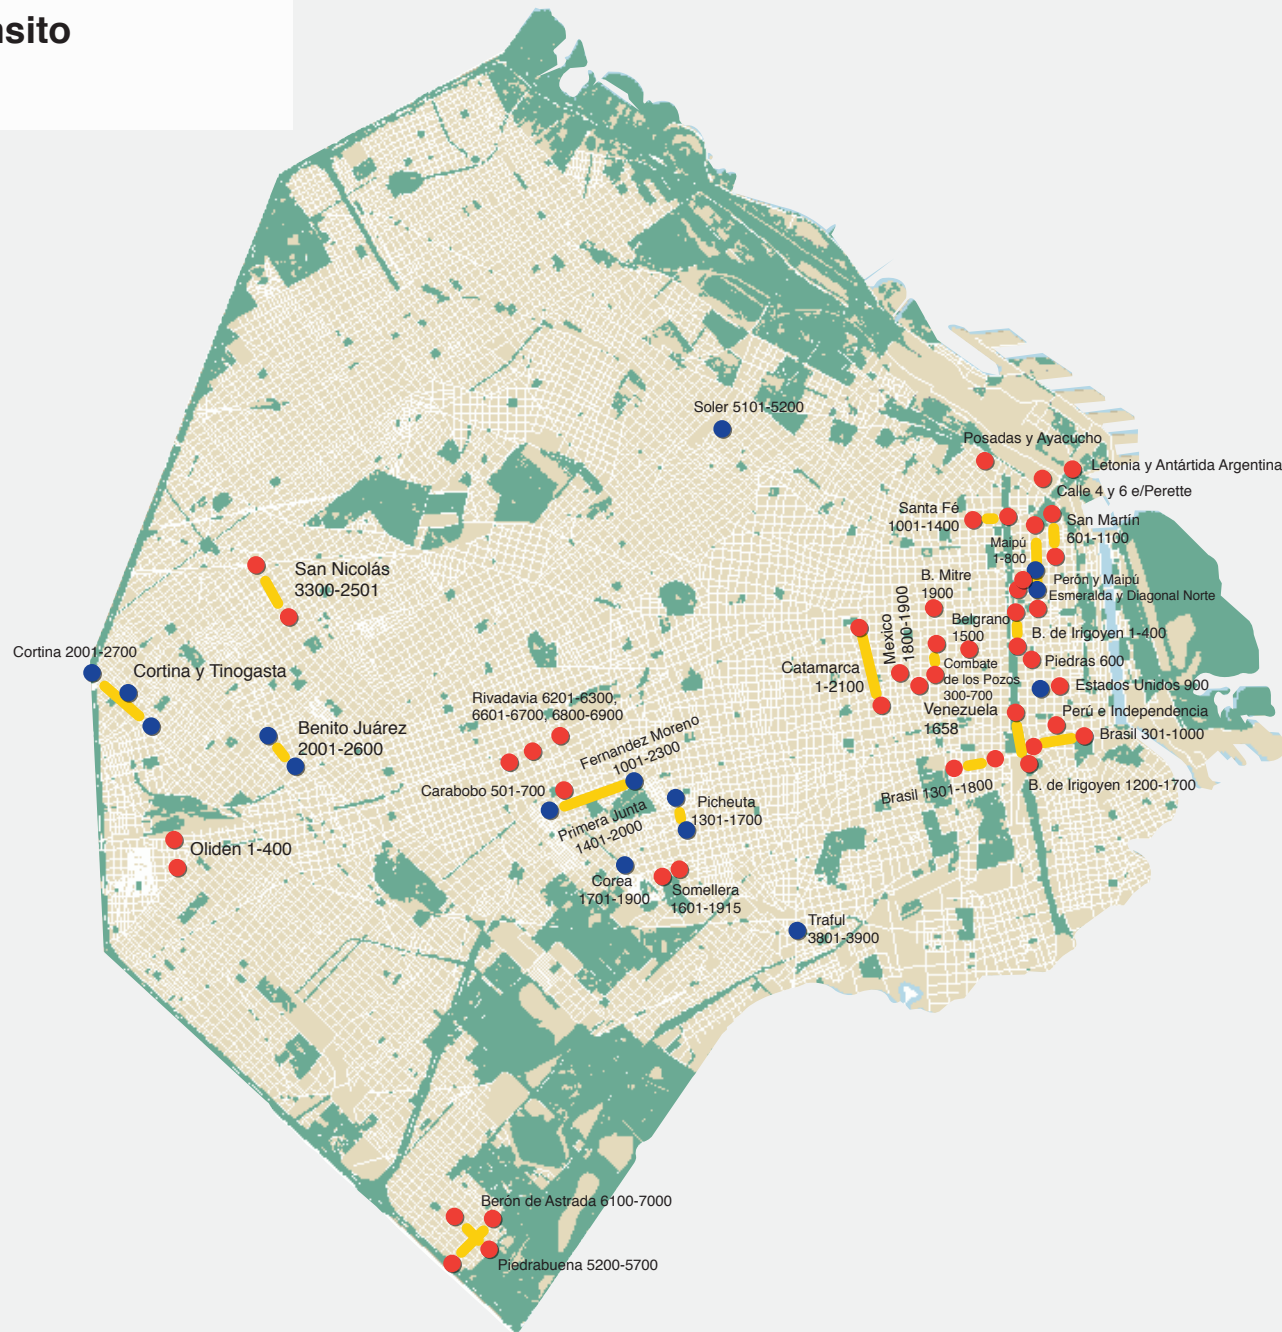 nsito
Soler 5101-5200
Posadas y Ayacucho
Letonia y Antártida Argentina
Calle 4 y 6 e/Perette
Santa Fé
1001-1400
San Martín
601-1100
Maipú
1-800
Perón y Maipú
Esmeralda y Diagonal Norte
San Nicolás
3300-2501
B. Mitre
1900
Mexico
1800-1900
Belgrano
1500
B. de Irigoyen 1-400
Cortina 2001-2700
Cortina y Tinogasta
Catamarca
1-2100
Combate
de los Pozos
300-700
Piedras 600
Estados Unidos 900
Rivadavia 6201-6300,
6601-6700, 6800-6900
Venezuela
1658
Perú e Independencia
Benito Juárez
2001-2600
Fernandez Moreno
1001-2300
Brasil 301-1000
Carabobo 501-700
Brasil 1301-1800
B. de Irigoyen 1200-1700
Primera Junta
1401-2000
Picheuta
1301-1700
Oliden 1-400
Corea
1701-1900
Somellera
1601-1915
Traful
3801-3900
Berón de Astrada 6100-7000
Piedrabuena 5200-5700